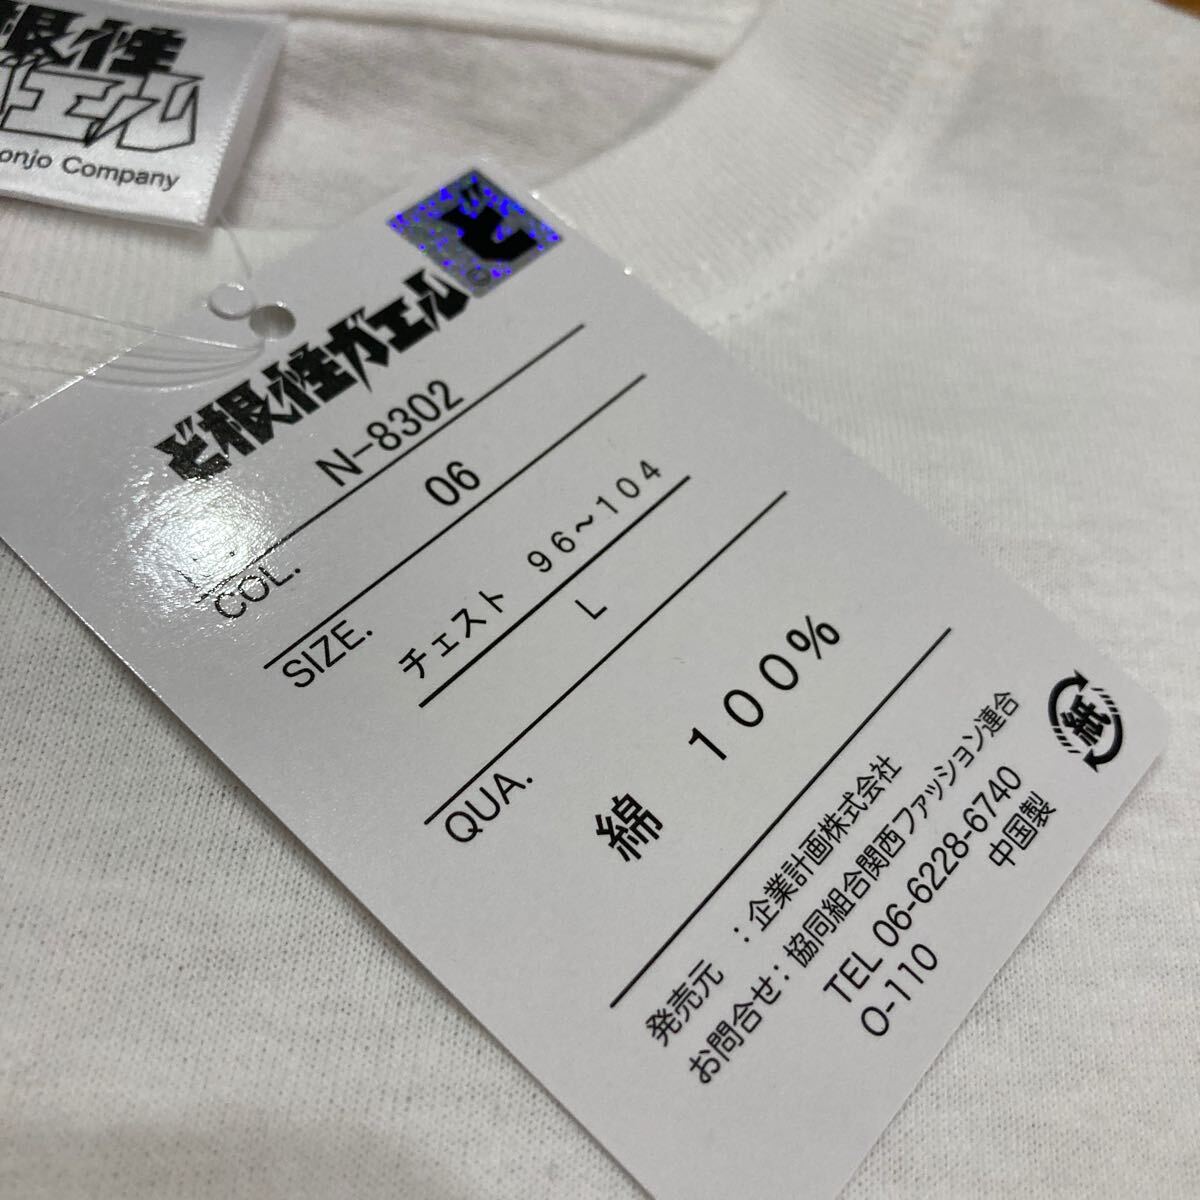 根性
ガエル
onjo Company
ど
ど根性ガエル
N-8302
COL.
06
SIZE.
チェスト 96～104
L
QUA.
綿 100%
発売元 ：企業計画株式会社
お問合せ：協同組合関西ファッション連合
TEL 06-6228-6740
O-110
中国製
紙